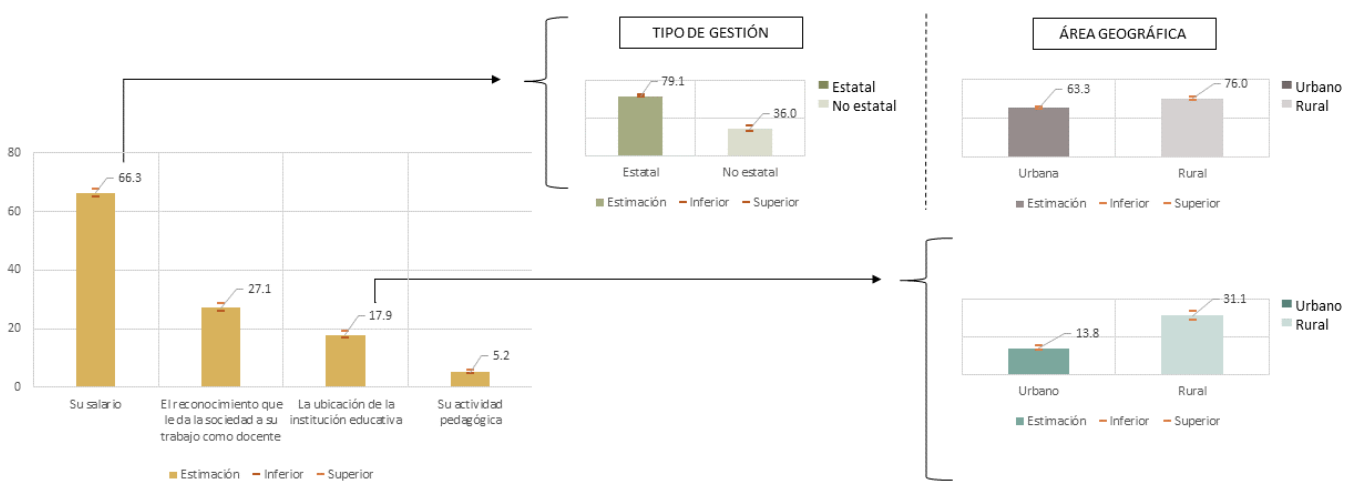 TIPO DE GESTIÓN
79.1
36.0
Estatal
No estatal
Estatal
No estatal
Estimación
Inferior
Superior
ÁREA GEOGRÁFICA
63.3
76.0
Urbano
Rural
Urbana
Rural
Estimación
Inferior
Superior
80
60
40
20
0
66.3
27.1
17.9
5.2
Su salario
El reconocimiento que
le da la sociedad a su
trabajo como docente
La ubicación de la
institución educativa
Su actividad
pedagógica
Estimación
Inferior
Superior
13.8
31.1
Urbano
Rural
Urbano
Rural
Estimación
Inferior
Superior